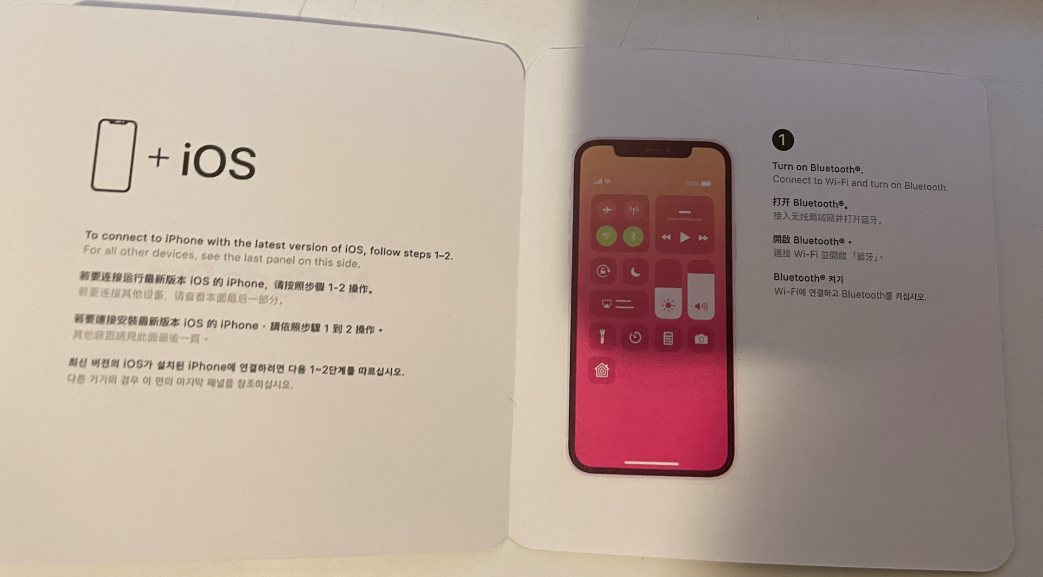 + iOS
To connect to iPhone with the latest version of iOS, follow steps 1–2.
For all other devices, see the last panel on this side.
若要连接运行最新版本 iOS 的 iPhone，请按照步骤 1-2 操作。
若要连接其他设备，请查看本面最后一部分。
若要連接安裝最新版本 iOS 的 iPhone，請依照步驟 1 到 2 操作。
其他裝置請見此面最後一頁。
최신 버전의 iOS가 설치된 iPhone에 연결하려면 다음 1~2단계를 따르십시오.
다른 기기의 경우 이 면의 마지막 패널을 참조하십시오.
1
Turn on Bluetooth®.
Connect to Wi-Fi and turn on Bluetooth.
打开 Bluetooth®。
接入无线局域网并打开蓝牙。
開啟 Bluetooth®。
連接 Wi-Fi 並開啟「藍牙」。
Bluetooth® 켜기
Wi-Fi에 연결하고 Bluetooth를 켜십시오.